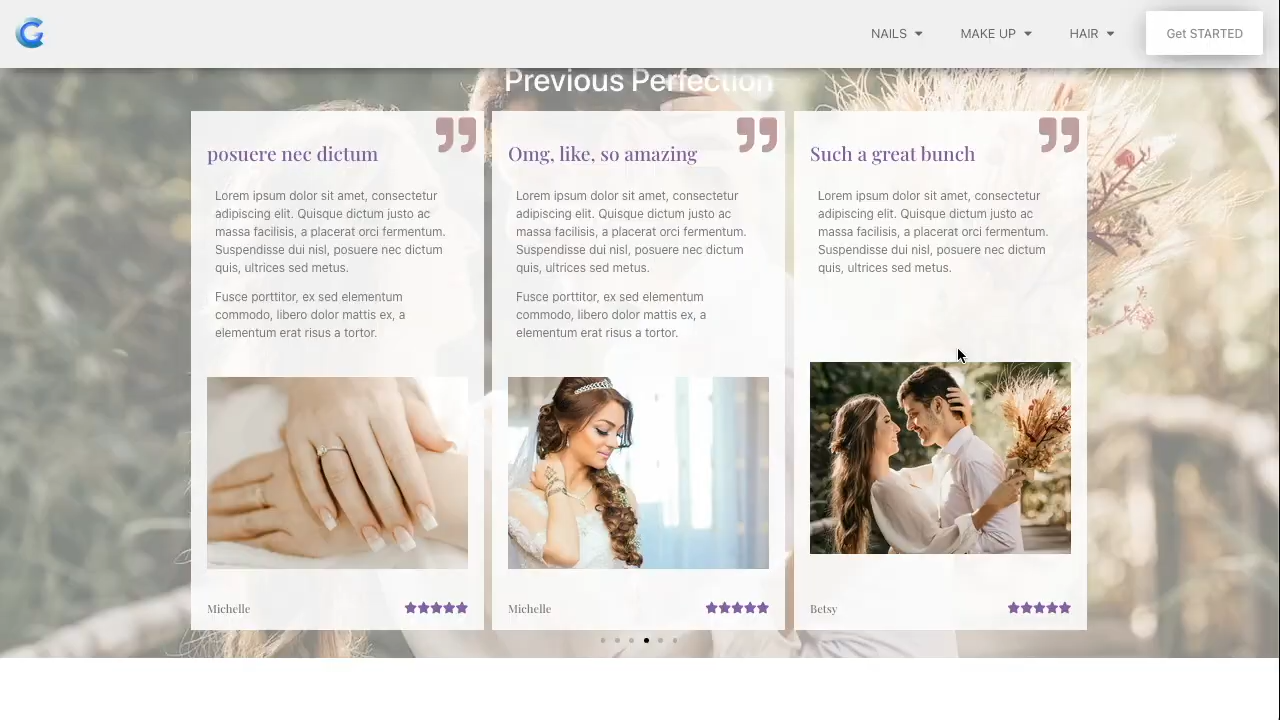 NAILS
MAKE UP
HAIR
Get STARTED
Previous Perfection
posuere nec dictum
Lorem ipsum dolor sit amet, consectetur
adipiscing elit. Quisque dictum justo ac
massa facilisis, a placerat orci fermentum.
Suspendisse dui nisl, posuere nec dictum
quis, ultrices sed metus.
Fusce porttitor, ex sed elementum
commodo, libero dolor mattis ex, a
elementum erat risus a tortor.
Michelle
Omg, like, so amazing
Lorem ipsum dolor sit amet, consectetur
adipiscing elit. Quisque dictum justo ac
massa facilisis, a placerat orci fermentum.
Suspendisse dui nisl, posuere nec dictum
quis, ultrices sed metus.
Fusce porttitor, ex sed elementum
commodo, libero dolor mattis ex, a
elementum erat risus a tortor.
Michelle
Such a great bunch
Lorem ipsum dolor sit amet, consectetur
adipiscing elit. Quisque dictum justo ac
massa facilisis, a placerat orci fermentum.
Suspendisse dui nisl, posuere nec dictum
quis, ultrices sed metus.
Betsy